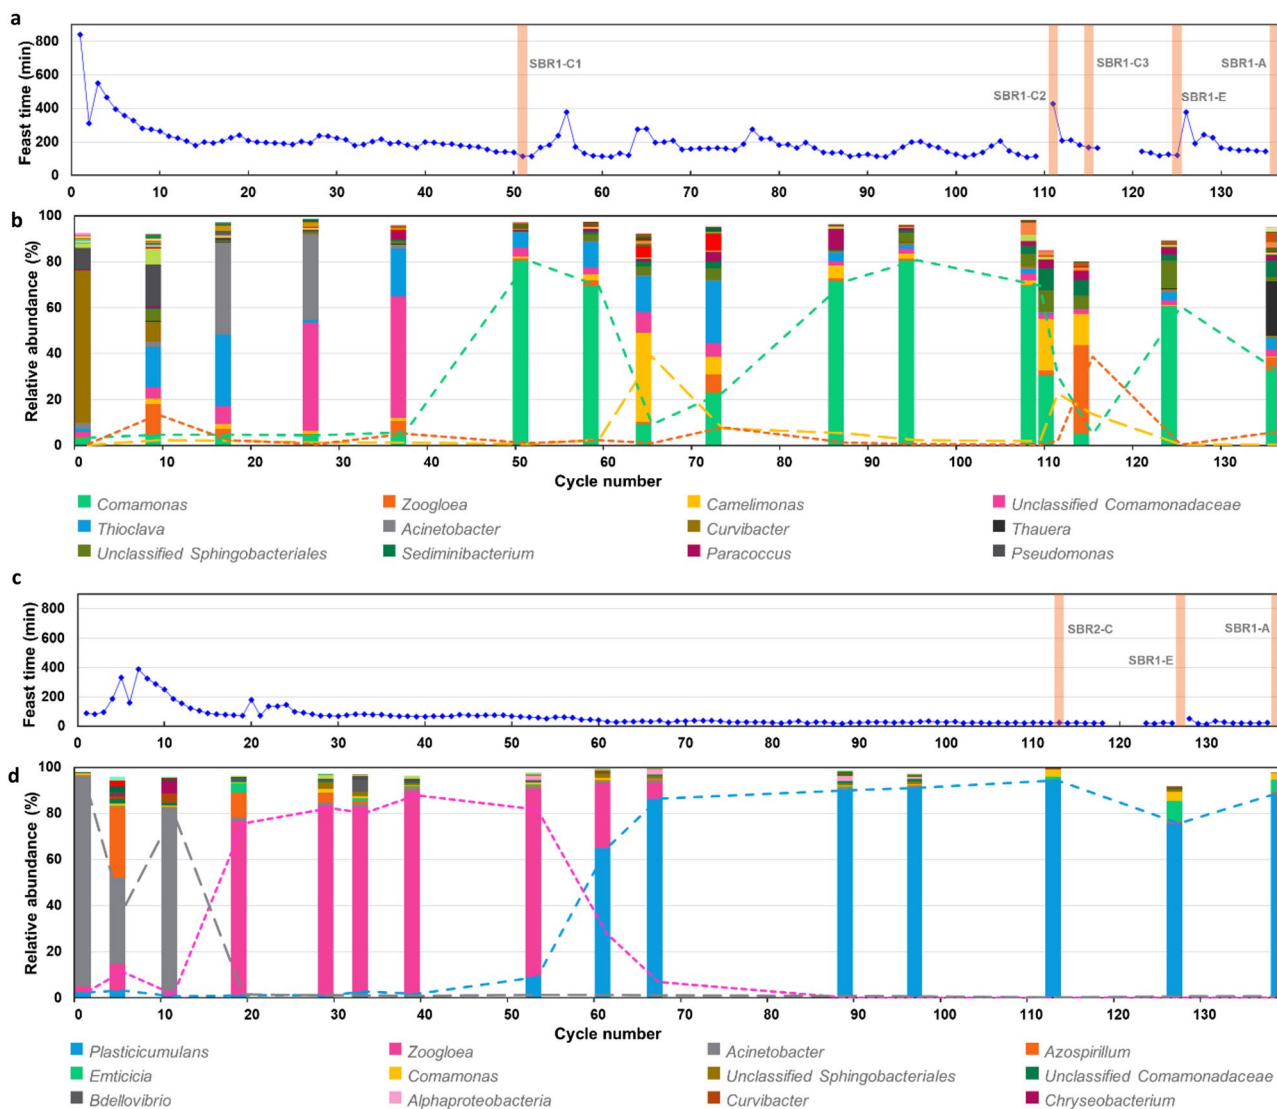 a
Feast time (min)
800
600
400
200
0
SBR1-C1
SBR1-C2
SBR1-C3
SBR1-E
SBR1-A
0 10 20 30 40 50 60 70 80 90 100 110 120 130
b
Relative abundance (%)
100
80
60
40
20
0
0 10 20 30 40 50 60 70 80 90 100 110 120 130
Cycle number
Comamonas Zoogloea Camelimonas Unclassified Comamonadaceae
Thioclava Acinetobacter Curvibacter Thauera
Unclassified Sphingobacteriales Sediminibacterium Paracoccus Pseudomonas
c
Feast time (min)
800
600
400
200
0
SBR2-C
SBR1-E
SBR1-A
0 10 20 30 40 50 60 70 80 90 100 110 120 130
d
Relative abundance (%)
100
80
60
40
20
0
0 10 20 30 40 50 60 70 80 90 100 110 120 130
Cycle number
Plasticicumulans Zoogloea Acinetobacter Azospirillum
Emticicia Comamonas Unclassified Sphingobacteriales Unclassified Comamonadaceae
Bdellovibrio Alphaproteobacteria Curvibacter Chryseobacterium